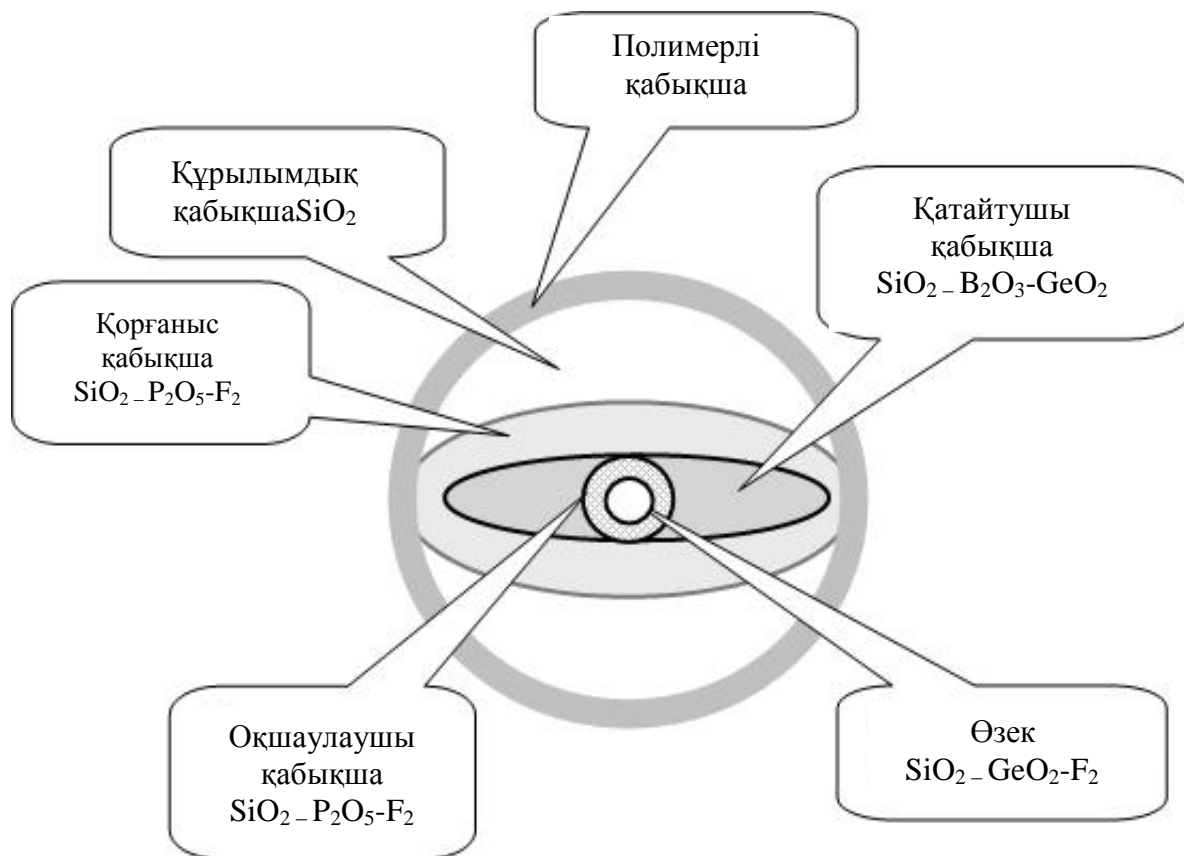 Полимерлі
қабықша
Құрылымдық
қабықшаSiO₂
Қатайтушы
қабықша
SiO₂ – B₂O₃-GeO₂
Қорғаныс
қабықша
SiO₂ – P₂O₅-F₂
Оқшаулаушы
қабықша
SiO₂ – P₂O₅-F₂
Өзек
SiO₂ – GeO₂-F₂